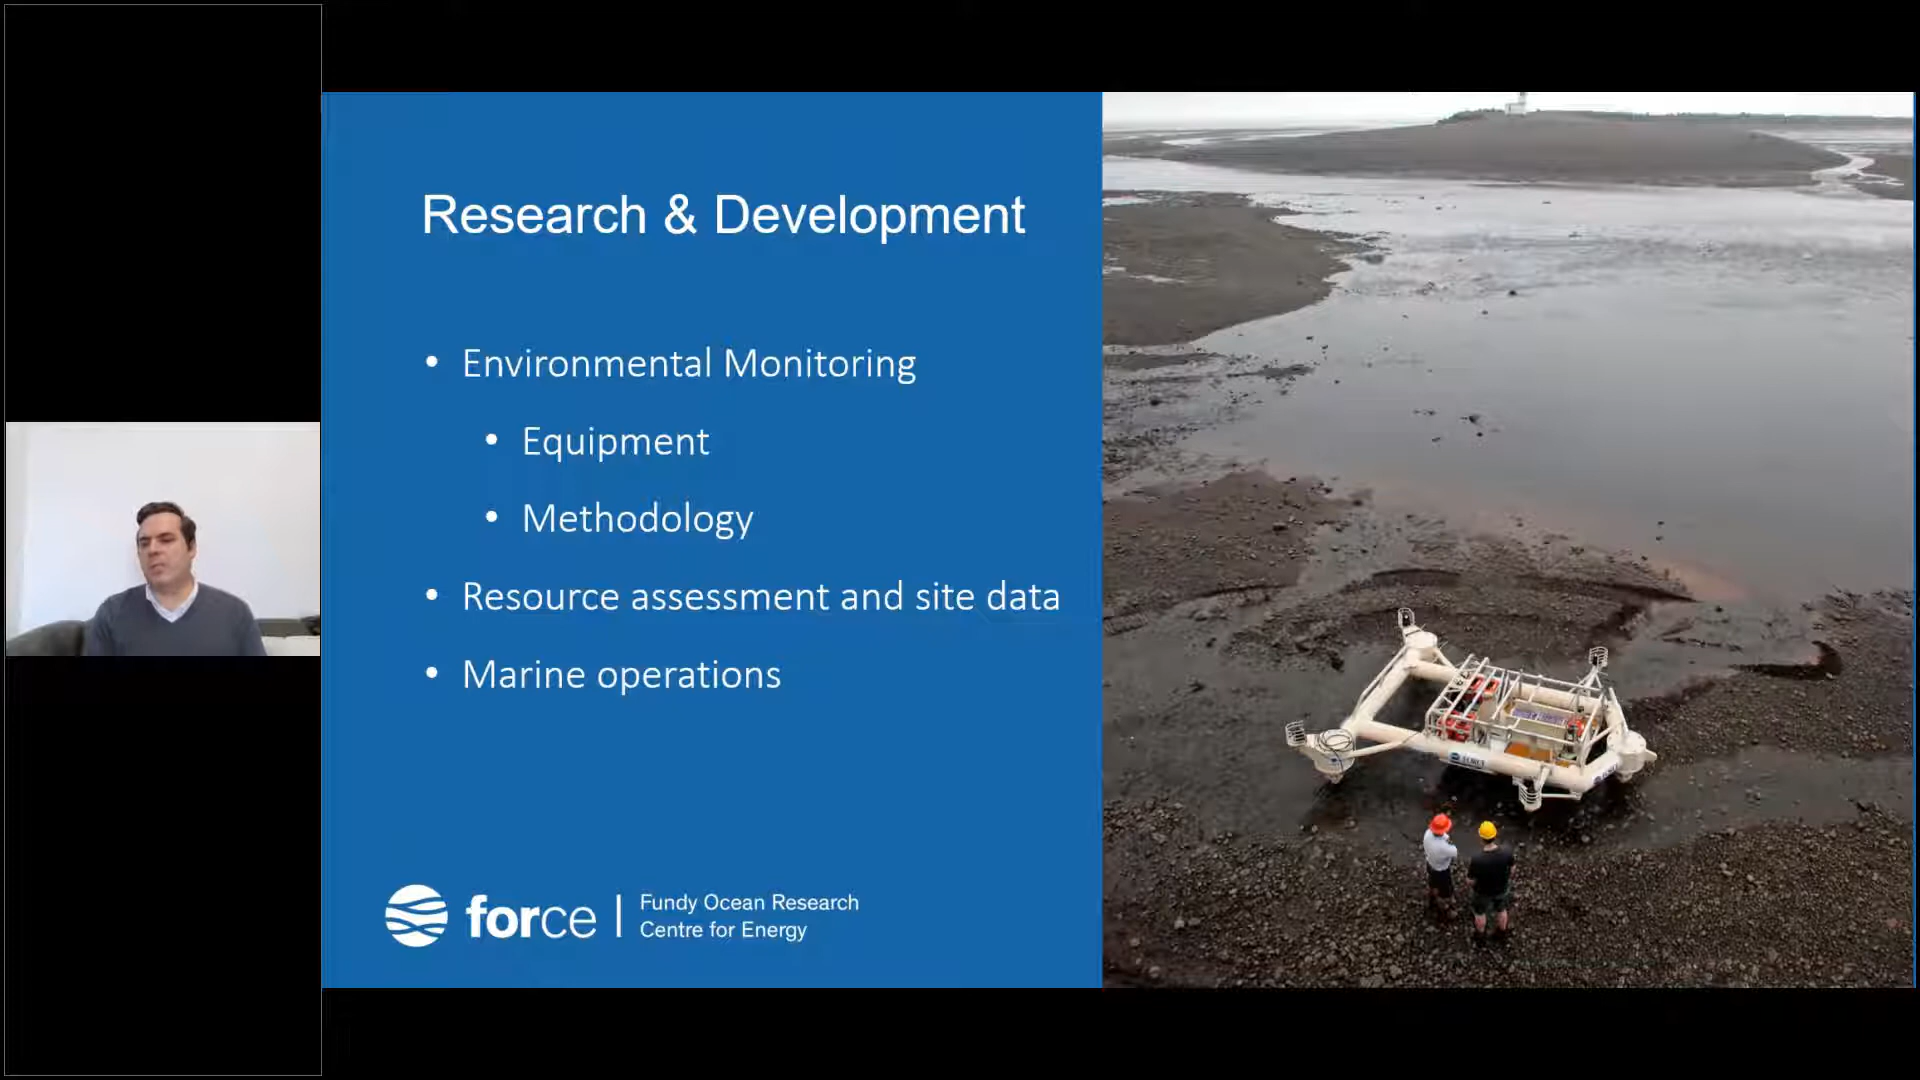 Research & Development
• Environmental Monitoring
• Equipment
• Methodology
• Resource assessment and site data
• Marine operations
force | Fundy Ocean Research
Centre for Energy
FORCE